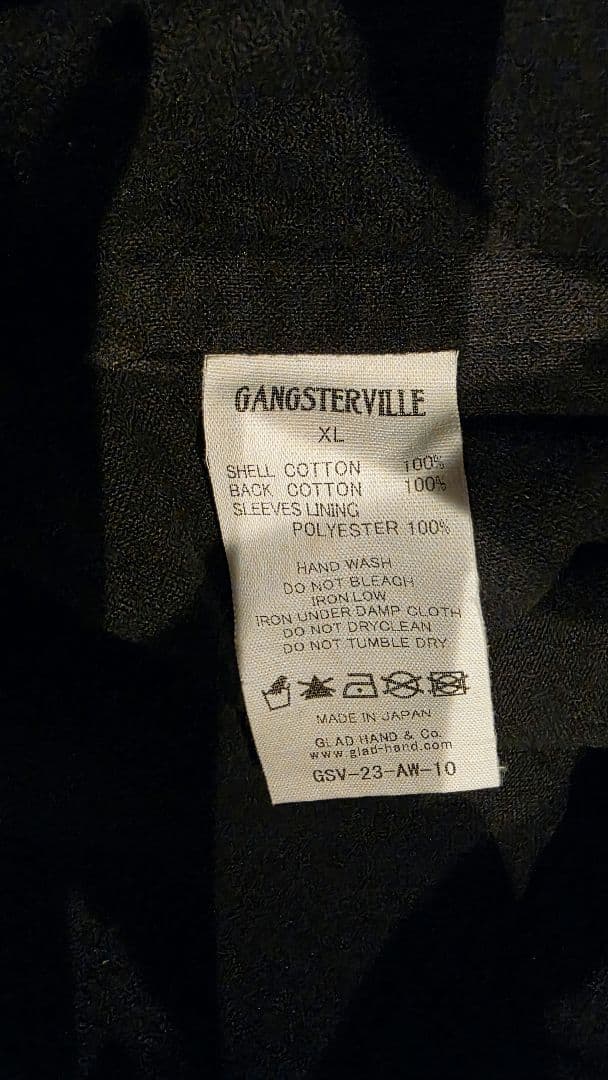 GANGSTERVILLE
XL
SHELL COTTON 100%
BACK COTTON 100%
SLEEVES LINING
POLYESTER 100%
HAND WASH
DO NOT BLEACH
IRON LOW
IRON UNDER DAMP CLOTH
DO NOT DRYCLEAN
DO NOT TUMBLE DRY
MADE IN JAPAN
GLAD HAND & Co.
www.glad-hand.com
GSV-23-AW-10